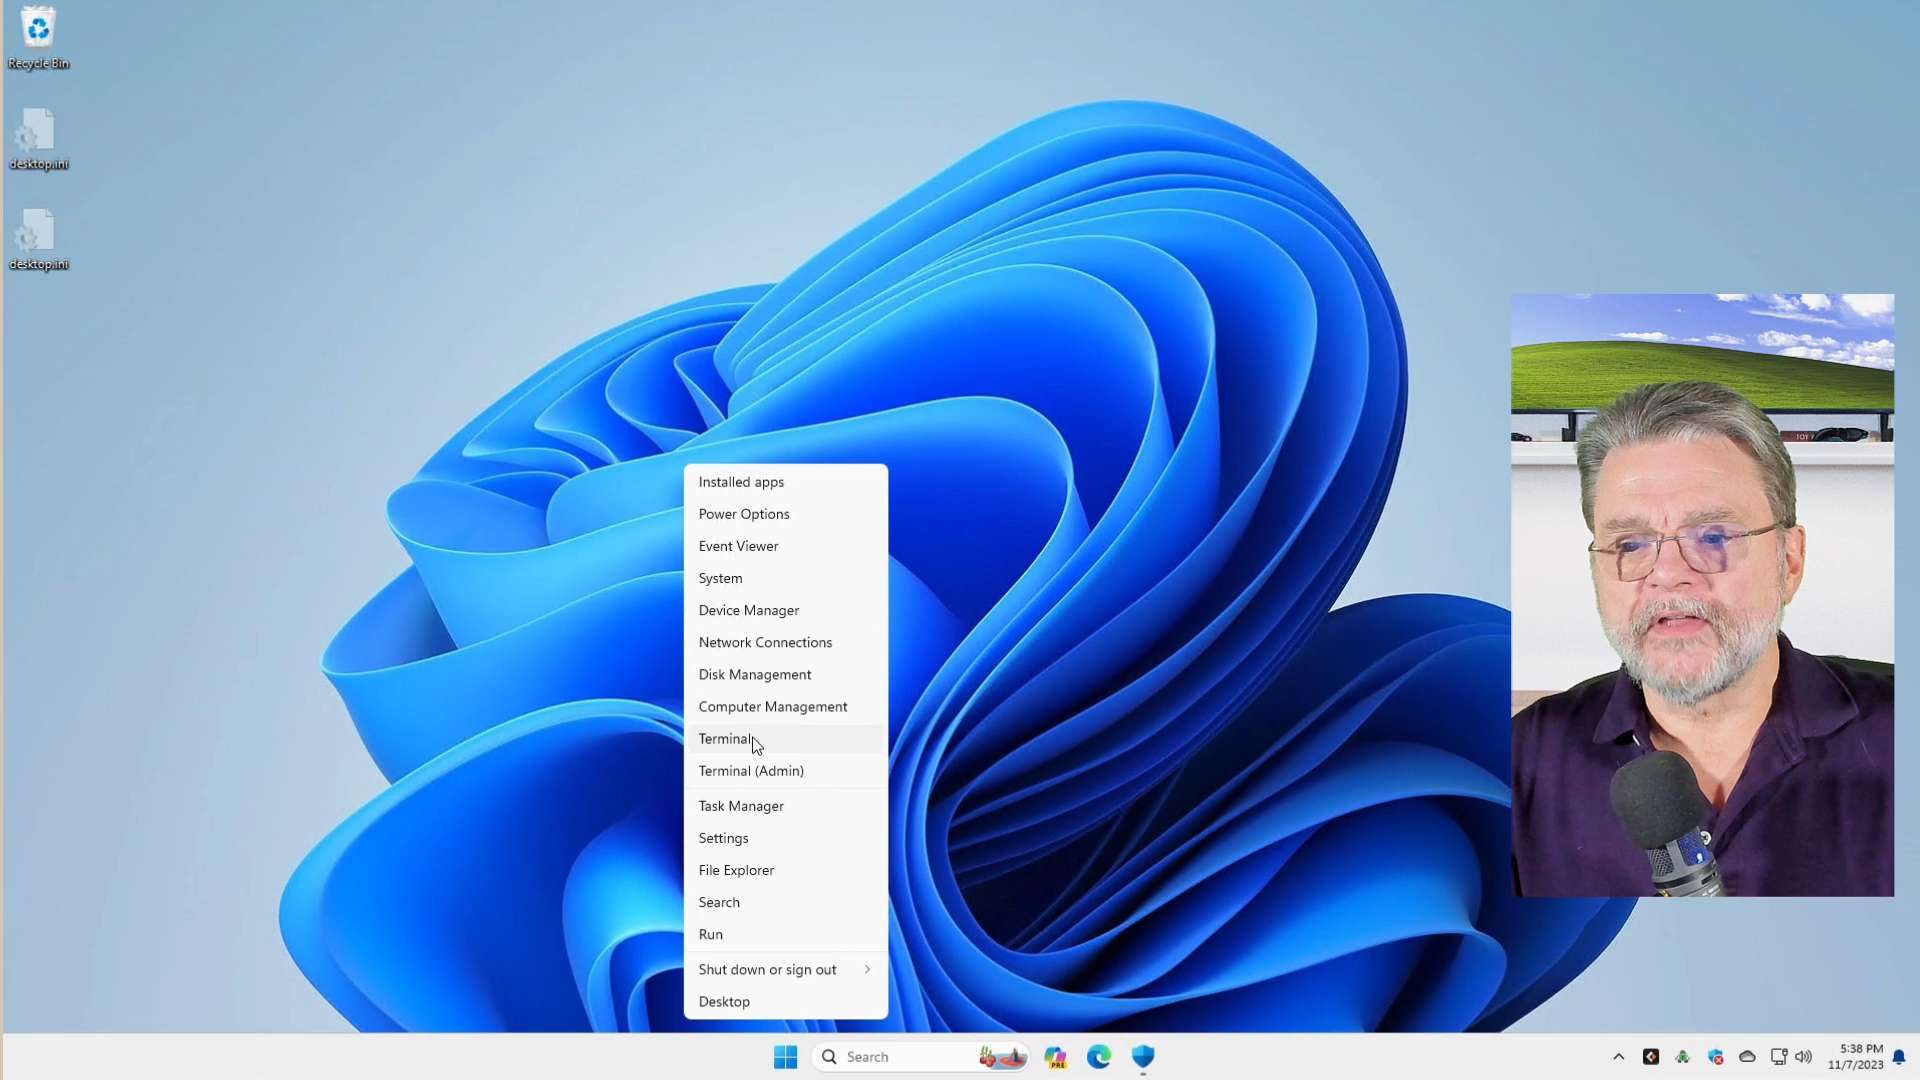 Recycle Bin
desktop.ini
desktop.ini
Installed apps
Power Options
Event Viewer
System
Device Manager
Network Connections
Disk Management
Computer Management
Terminal
Terminal (Admin)
Task Manager
Settings
File Explorer
Search
Run
Shut down or sign out
Desktop
TOY
Search
PRE
5:38 PM
11/7/2023